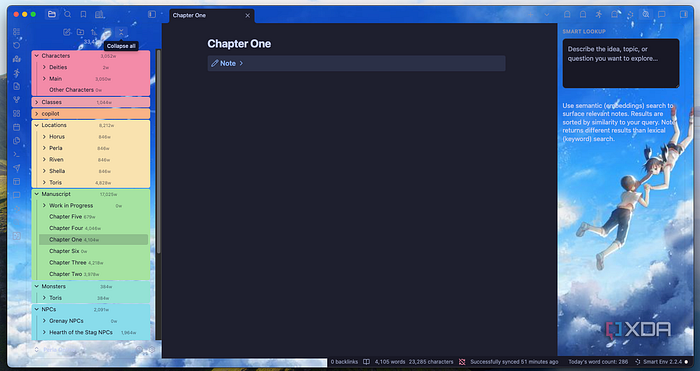 Chapter One
SMART LOOKUP
Collapse all
Describe the idea, topic, or
question you want to explore...
Chapter One
Note
Characters 3,052w
Deities 2w
Main 3,050w
Other Characters 0w
Classes 1,544w
copilot
Locations 8,212w
Horus 846w
Perla 846w
Riven 846w
Shella 846w
Toris 4,828w
Manuscript 17,025w
Work in Progress 0w
Chapter Five 679w
Chapter Four 4,046w
Chapter One 4,104w
Chapter Six 0w
Chapter Three 4,218w
Chapter Two 3,978w
Monsters 384w
Toris 384w
NPCs 2,091w
Grenay NPCs 0w
Hearth of the Stag NPCs 1,964w
Use semantic (embeddings) search to
surface relevant notes. Results are
sorted by similarity to your query. Note:
returns different results than lexical
(keyword) search.
XDA
0 backlinks 4,105 words 23,285 characters Successfully synced 51 minutes ago Today's word count: 286 Smart Env 2.2.4